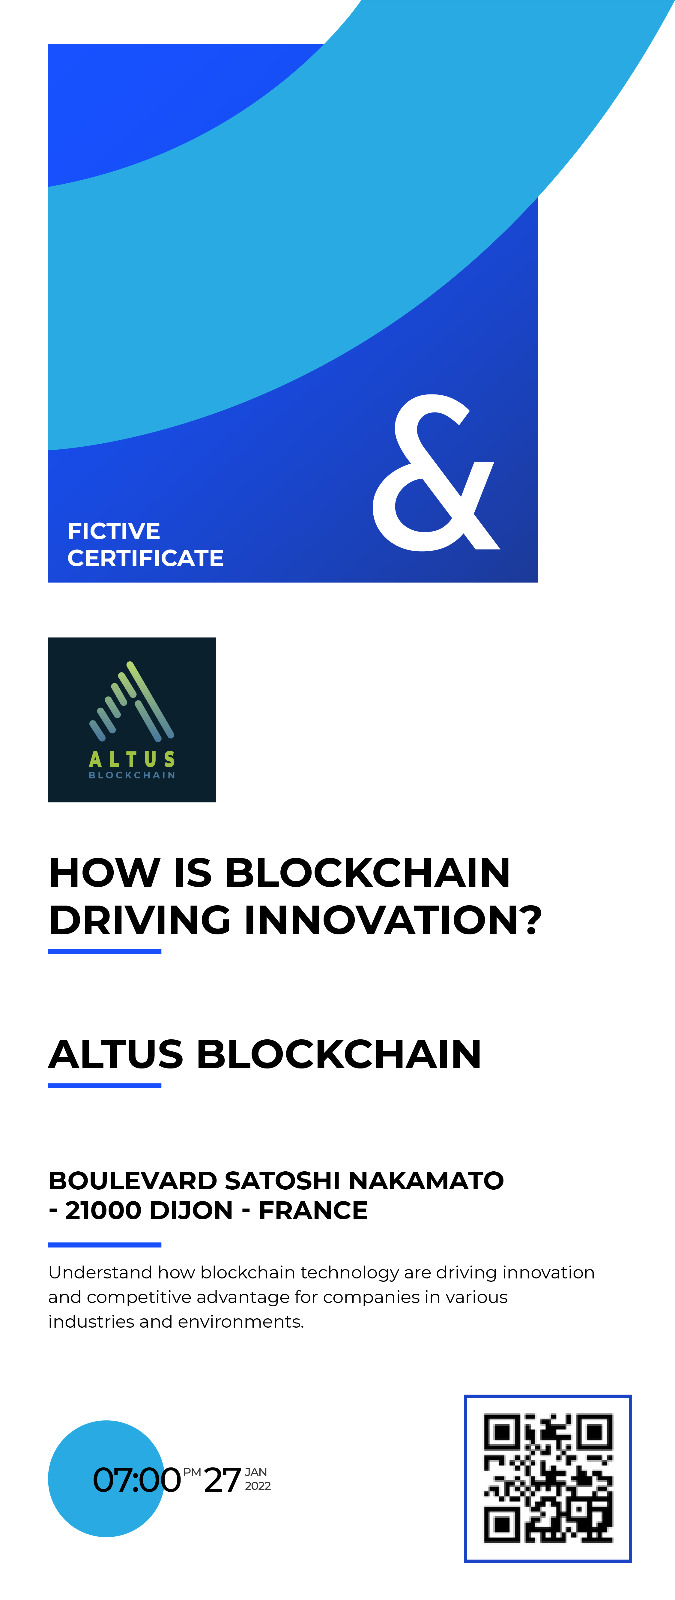 &
FICTIVE
CERTIFICATE
ALTUS
BLOCKCHAIN
HOW IS BLOCKCHAIN
DRIVING INNOVATION?
ALTUS BLOCKCHAIN
BOULEVARD SATOSHI NAKAMATO
- 21000 DIJON - FRANCE
Understand how blockchain technology are driving innovation
and competitive advantage for companies in various
industries and environments.
07:00 PM 27 JAN
2022